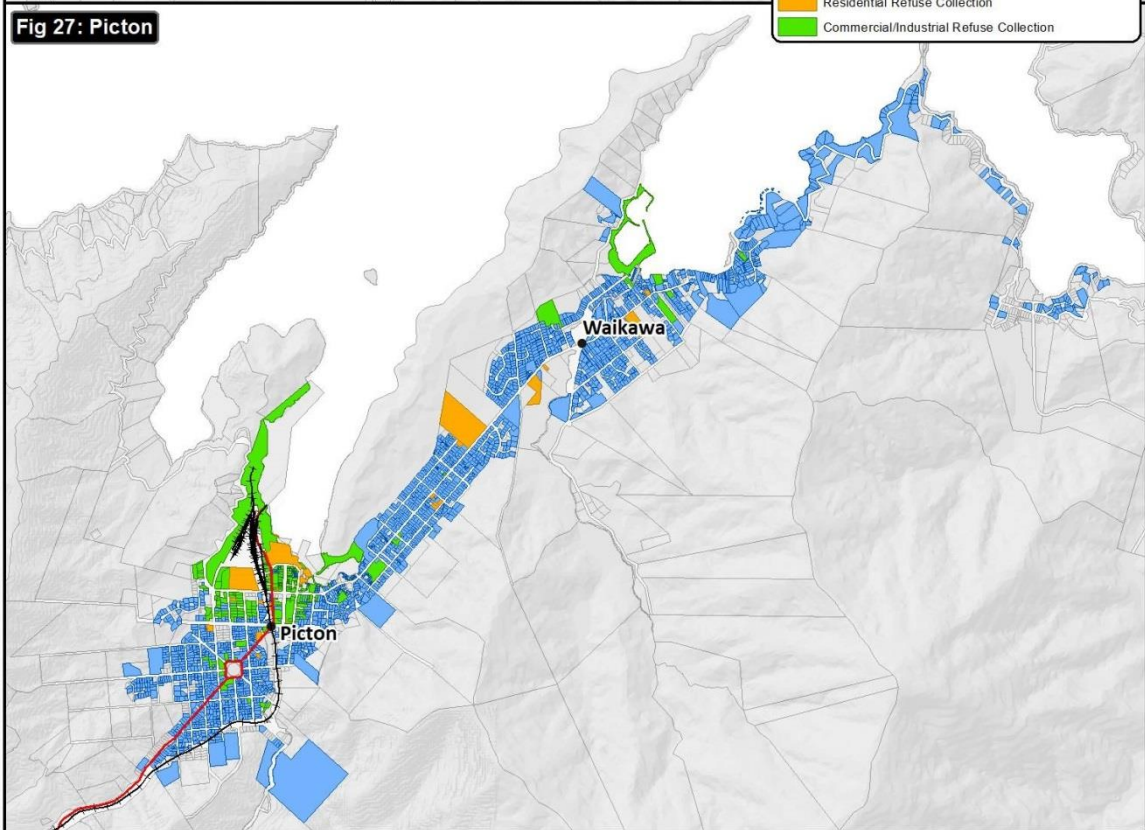 Residential Refuse Collection
Fig 27: Picton
Commercial/Industrial Refuse Collection
Waikawa
Picton